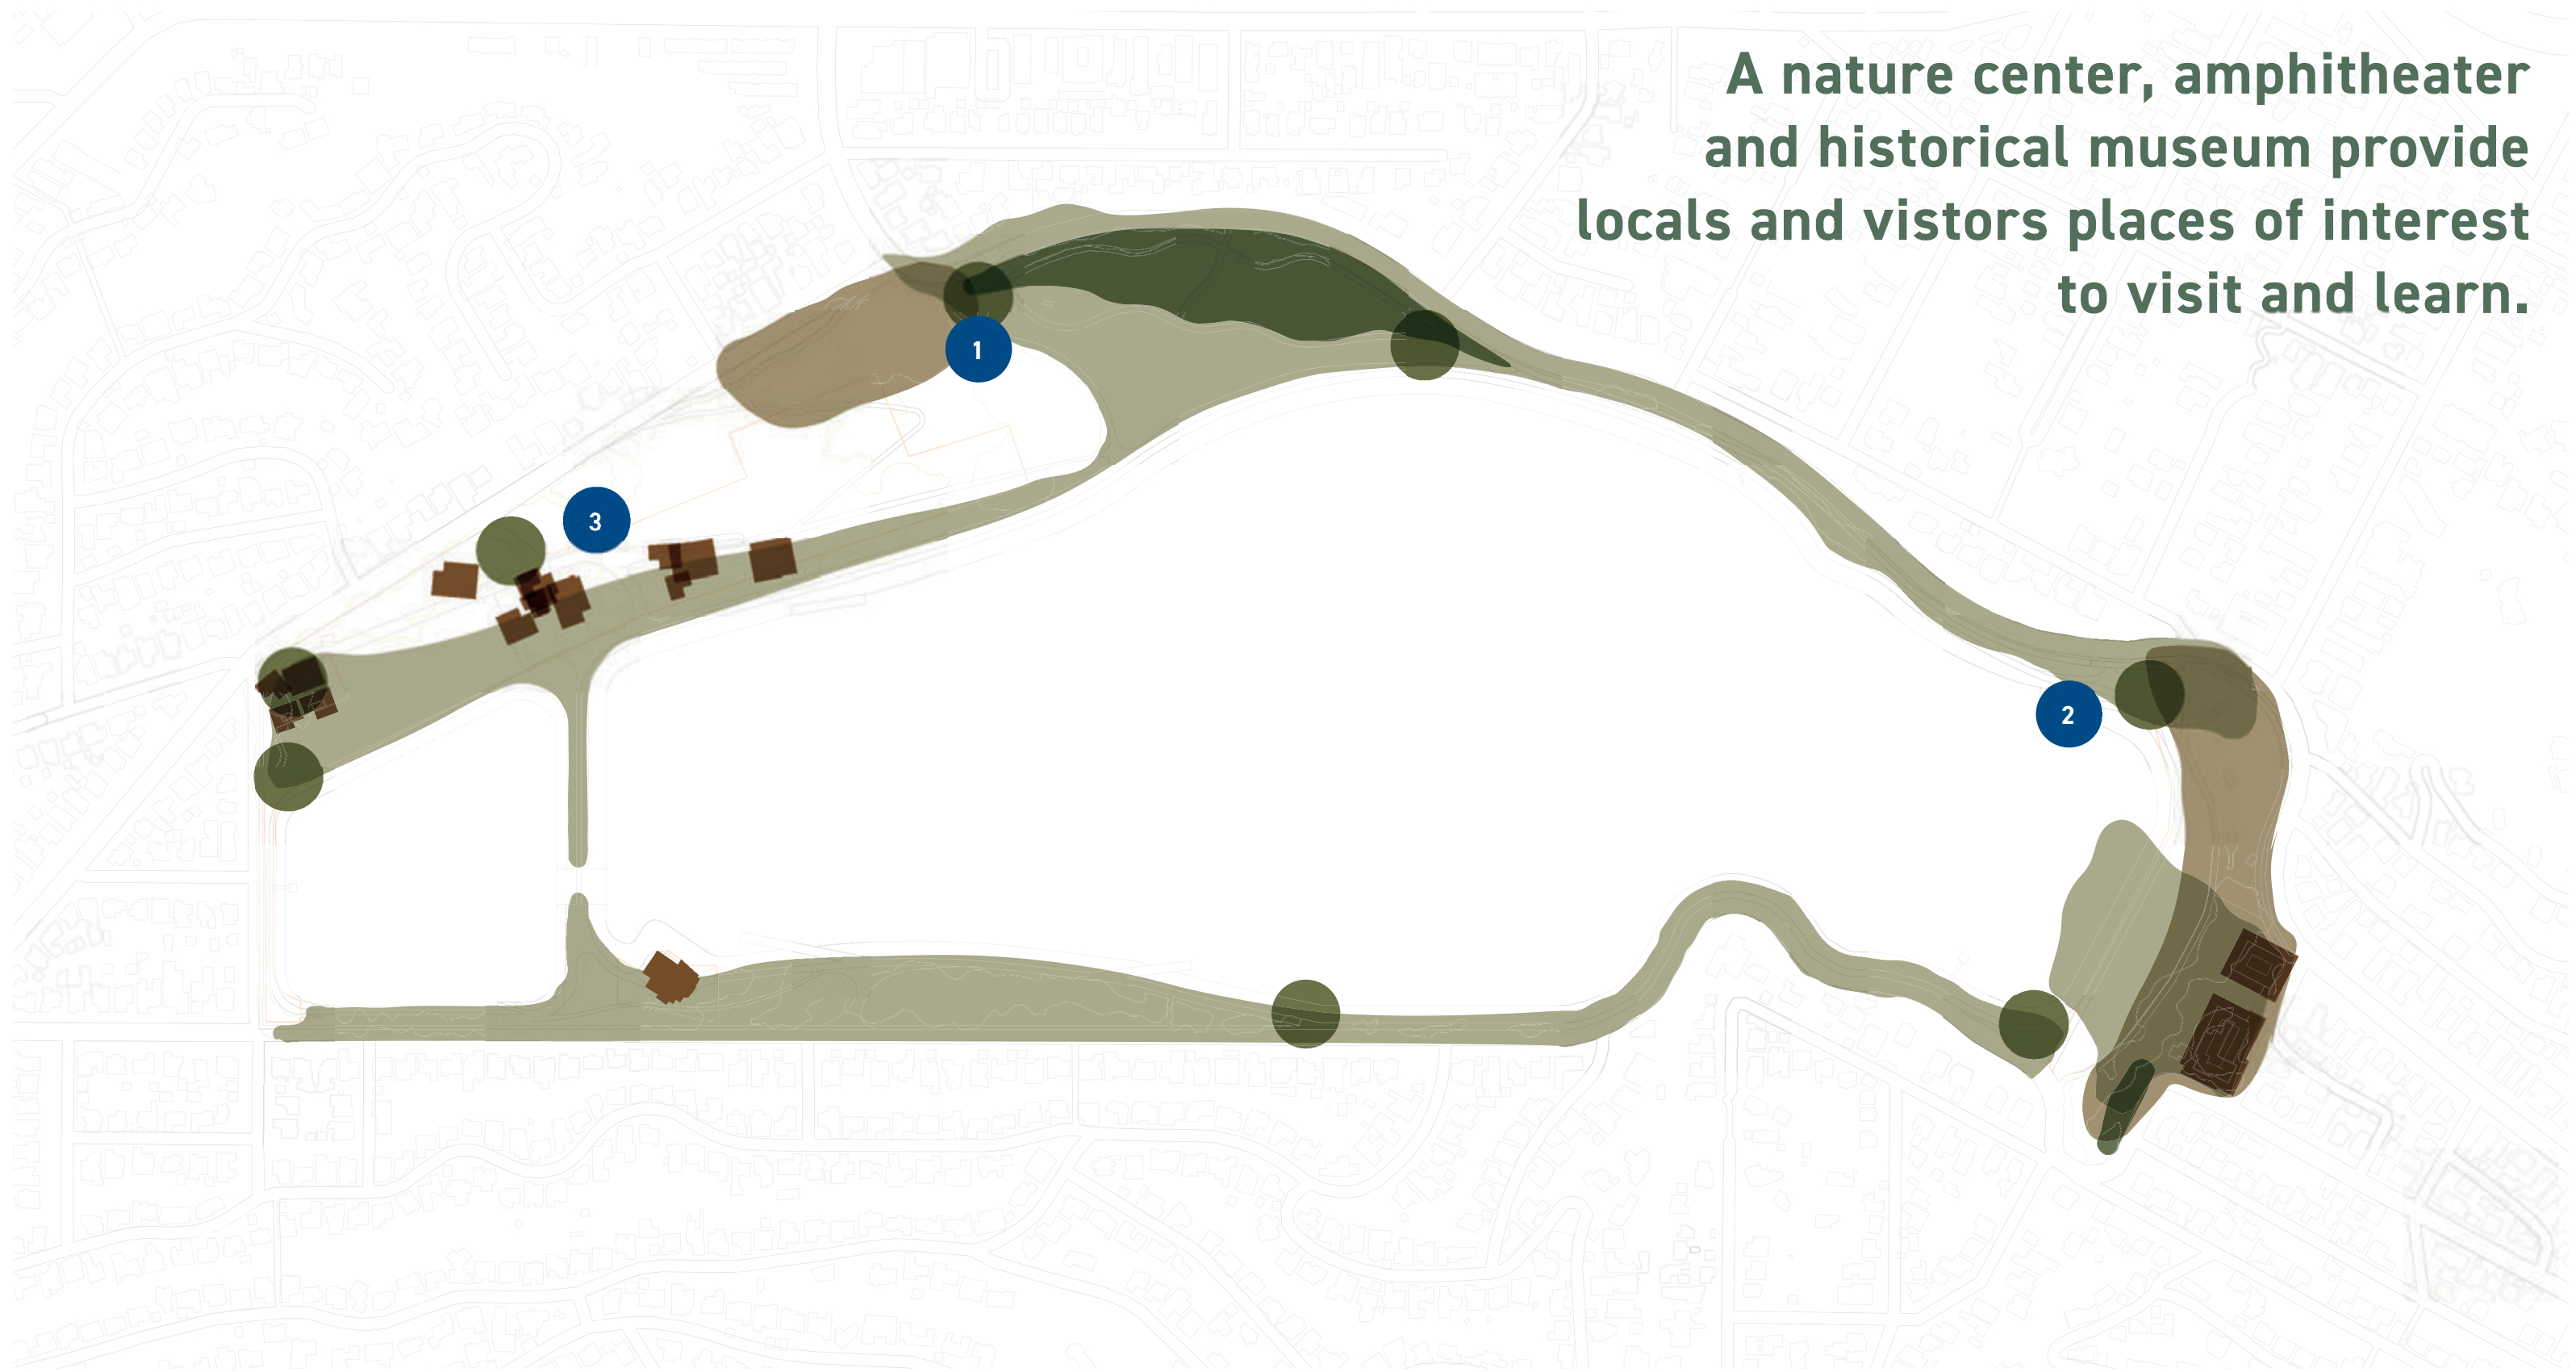 A nature center, amphitheater
and historical museum provide
locals and vistors places of interest
to visit and learn.
1
3
2